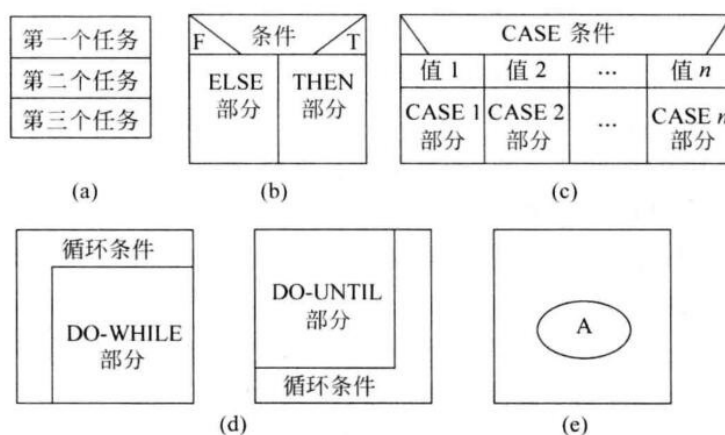 第一个任务
第二个任务
第三个任务
(a)
F 条件 T
ELSE 部分
THEN 部分
(b)
CASE 条件
值 1 值 2 … 值 n
CASE 1 部分
CASE 2 部分
…
CASE n 部分
(c)
循环条件
DO-WHILE
部分
DO-UNTIL
部分
循环条件
(d)
A
(e)